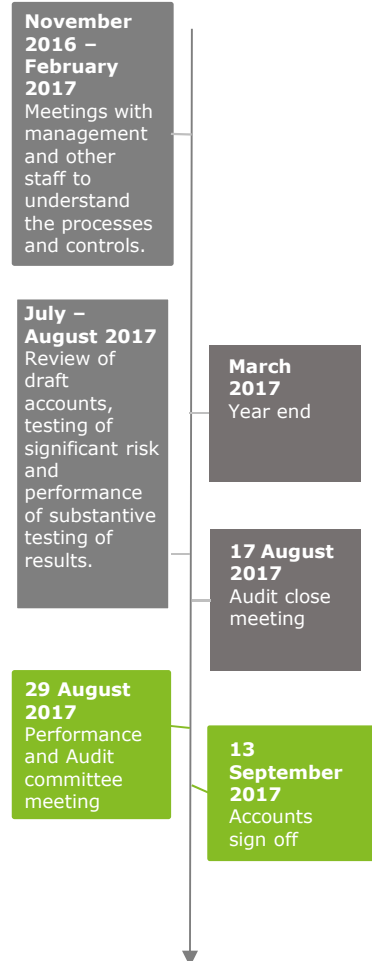 November
2016 –
February
2017
Meetings with
management
and other
staff to
understand
the processes
and controls.
July –
August 2017
Review of
draft
accounts,
testing of
significant risk
and
performance
of substantive
testing of
results.
March
2017
Year end
17 August
2017
Audit close
meeting
29 August
2017
Performance
and Audit
committee
meeting
13
September
2017
Accounts
sign off